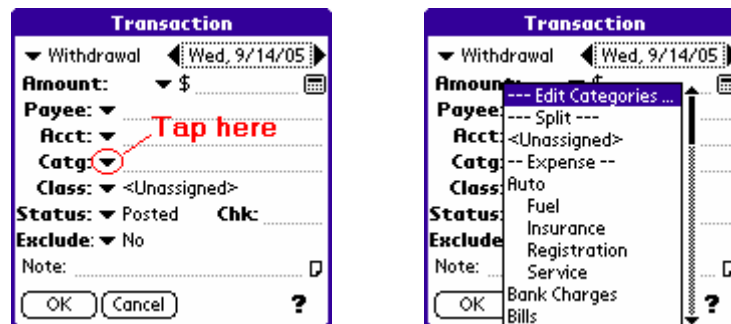 Transaction
Withdrawal Wed, 9/14/05
Amount: $
Payee:
Tap here
Acct:
Catg:
Class: <Unassigned>
Status: Posted Chk:
Exclude: No
Note:
OK Cancel ?
Transaction
Withdrawal Wed, 9/14/05
Amount: $
--- Edit Categories ...
Payee
--- Split ---
Acct:
<Unassigned>
Catg:
-- Expense --
Class:
Auto
Status:
Fuel
Insurance
Exclude
Registration
Note:
Service
OK
Bank Charges
?
Bills